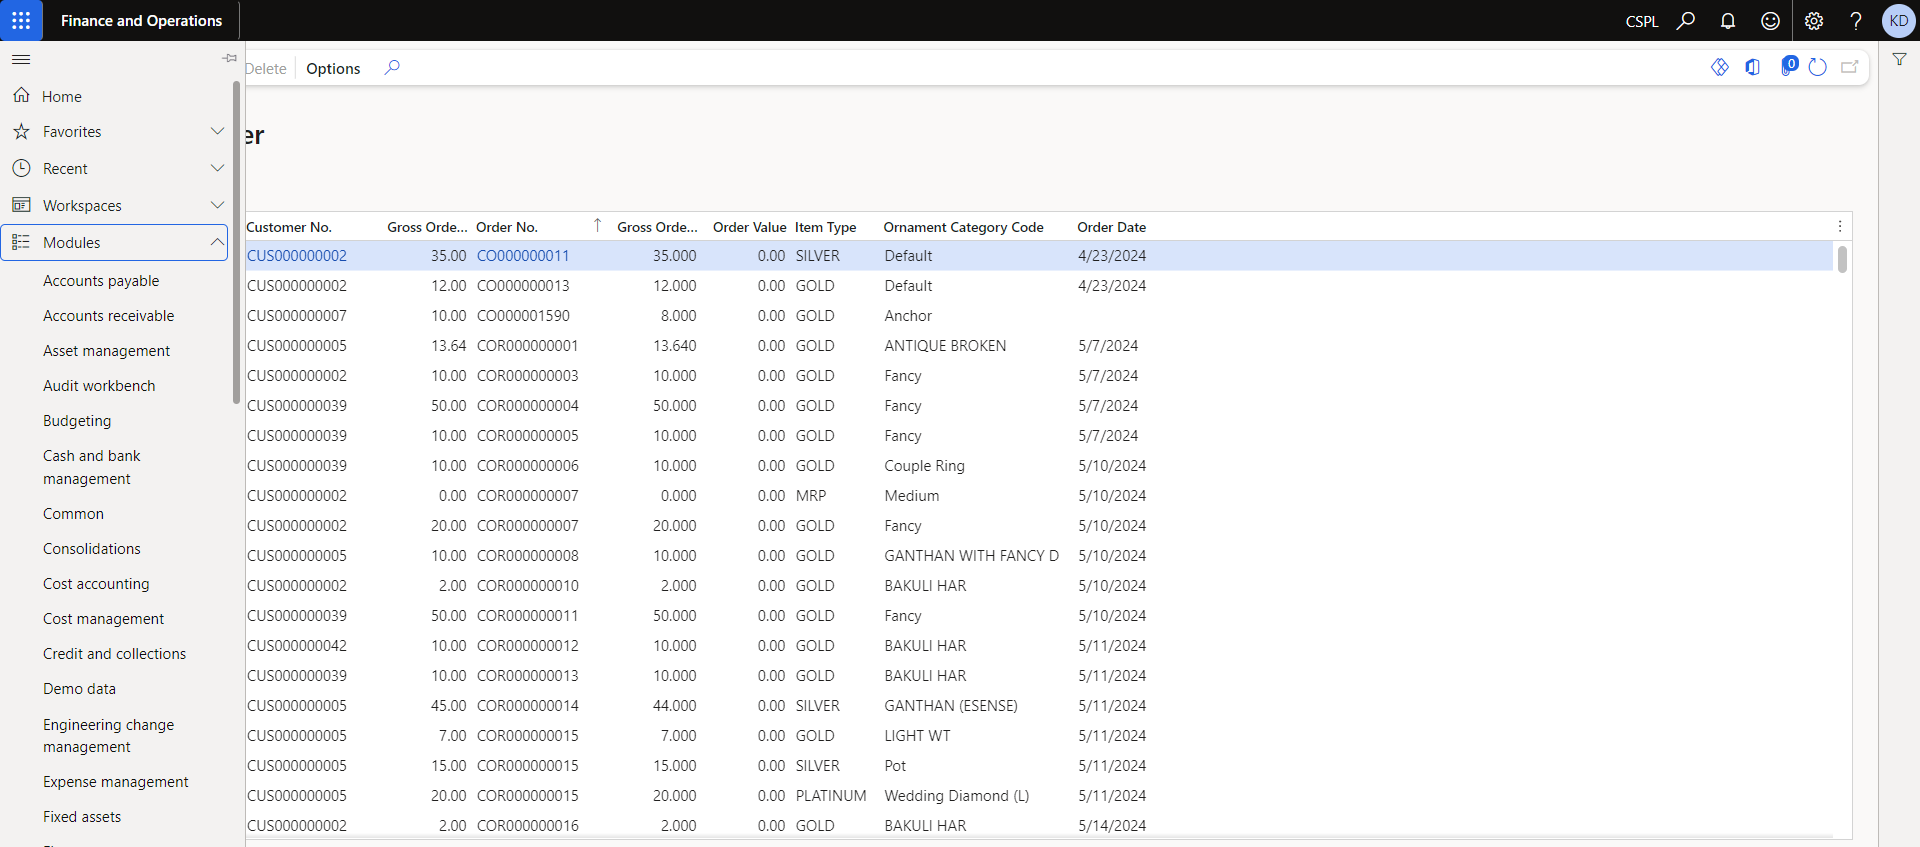 Finance and Operations
CSPL
KD
Delete
Options
0
Home
Favorites
Recent
Workspaces
Modules
Accounts payable
Accounts receivable
Asset management
Audit workbench
Budgeting
Cash and bank
management
Common
Consolidations
Cost accounting
Cost management
Credit and collections
Demo data
Engineering change
management
Expense management
Fixed assets
er
Customer No. Gross Orde... Order No. Gross Orde... Order Value Item Type Ornament Category Code Order Date
CUS000000002 35.00 CO000000011 35.000 0.00 SILVER Default 4/23/2024
CUS000000002 12.00 CO000000013 12.000 0.00 GOLD Default 4/23/2024
CUS000000007 10.00 CO000001590 8.000 0.00 GOLD Anchor
CUS000000005 13.64 COR000000001 13.640 0.00 GOLD ANTIQUE BROKEN 5/7/2024
CUS000000002 10.00 COR000000003 10.000 0.00 GOLD Fancy 5/7/2024
CUS000000039 50.00 COR000000004 50.000 0.00 GOLD Fancy 5/7/2024
CUS000000039 10.00 COR000000005 10.000 0.00 GOLD Fancy 5/7/2024
CUS000000039 10.00 COR000000006 10.000 0.00 GOLD Couple Ring 5/10/2024
CUS000000002 0.00 COR000000007 0.000 0.00 MRP Medium 5/10/2024
CUS000000002 20.00 COR000000007 20.000 0.00 GOLD Fancy 5/10/2024
CUS000000005 10.00 COR000000008 10.000 0.00 GOLD GANTHAN WITH FANCY D 5/10/2024
CUS000000002 2.00 COR000000010 2.000 0.00 GOLD BAKULI HAR 5/10/2024
CUS000000039 50.00 COR000000011 50.000 0.00 GOLD Fancy 5/10/2024
CUS000000042 10.00 COR000000012 10.000 0.00 GOLD BAKULI HAR 5/11/2024
CUS000000039 10.00 COR000000013 10.000 0.00 GOLD BAKULI HAR 5/11/2024
CUS000000005 45.00 COR000000014 44.000 0.00 SILVER GANTHAN (ESENSE) 5/11/2024
CUS000000005 7.00 COR000000015 7.000 0.00 GOLD LIGHT WT 5/11/2024
CUS000000005 15.00 COR000000015 15.000 0.00 SILVER Pot 5/11/2024
CUS000000005 20.00 COR000000015 20.000 0.00 PLATINUM Wedding Diamond (L) 5/11/2024
CUS000000002 2.00 COR000000016 2.000 0.00 GOLD BAKULI HAR 5/14/2024